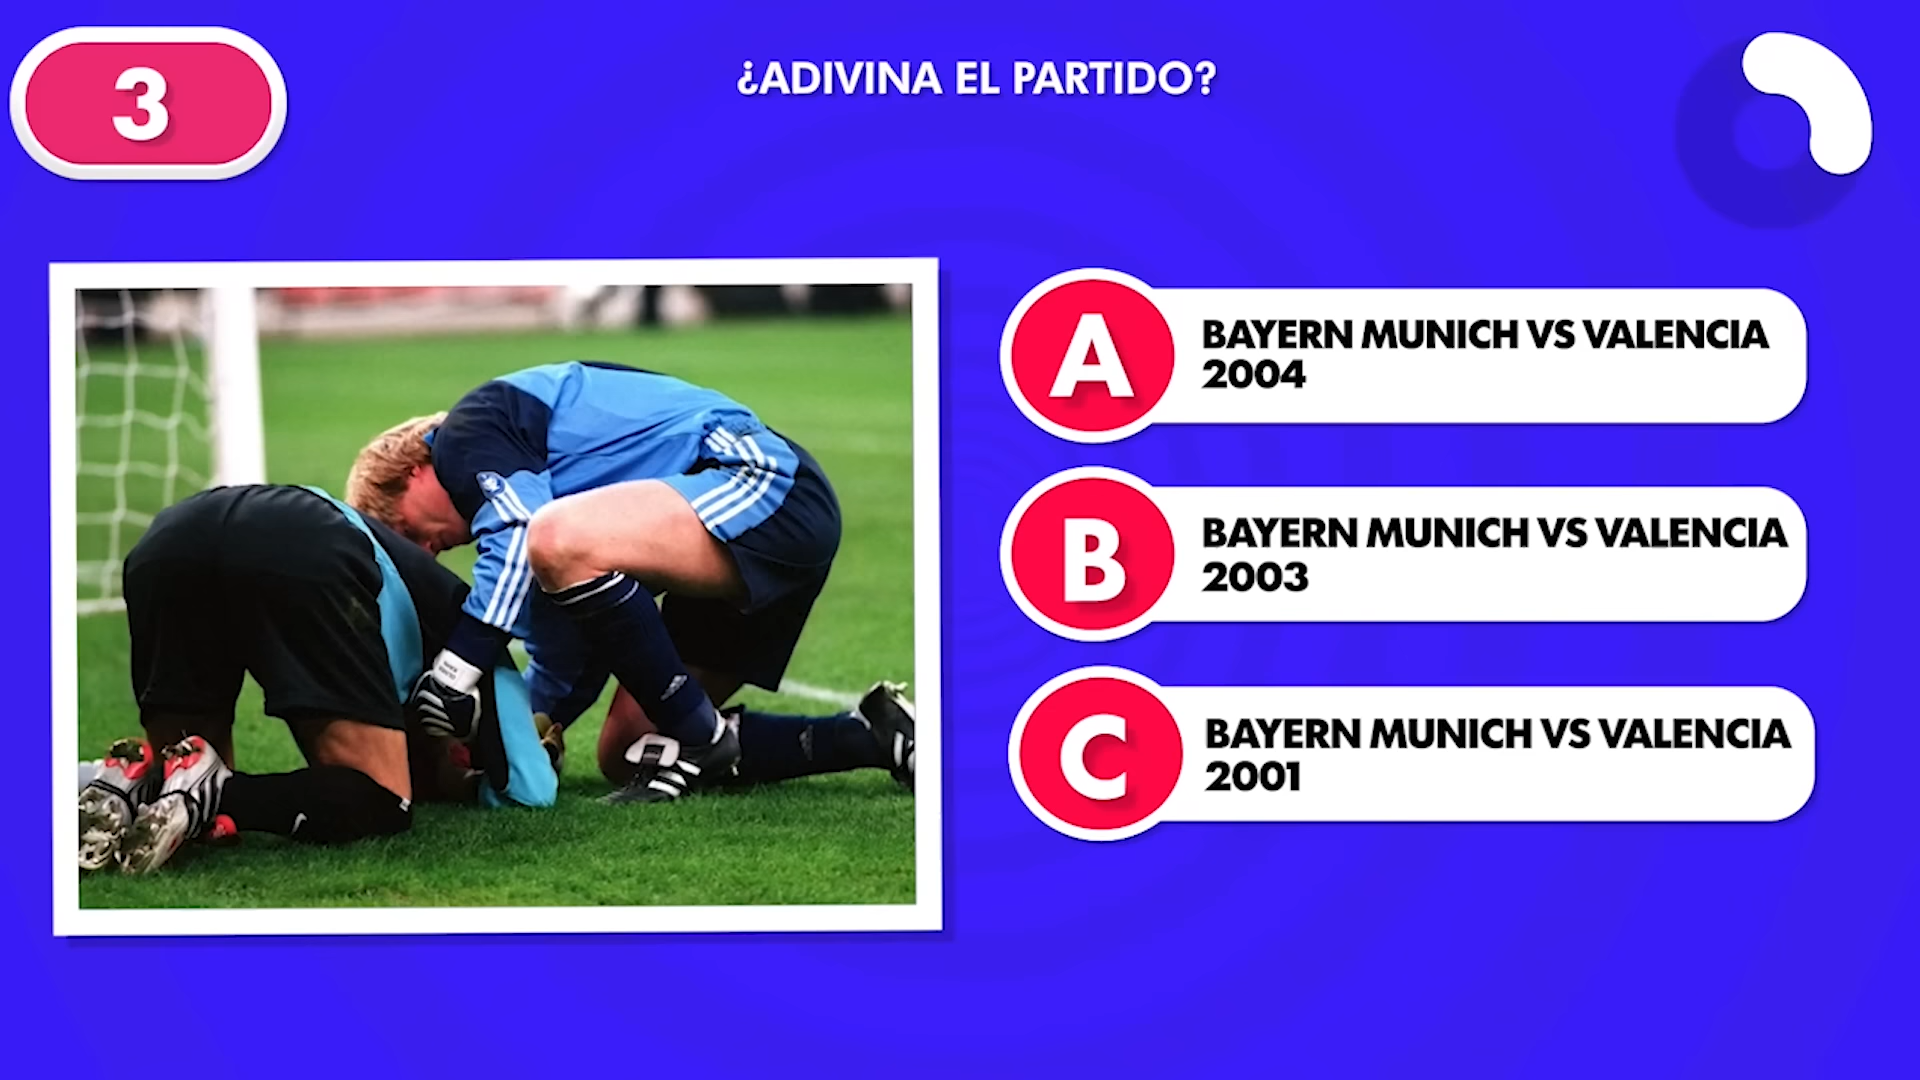 3
¿ADIVINA EL PARTIDO?
A
BAYERN MUNICH VS VALENCIA
2004
B
BAYERN MUNICH VS VALENCIA
2003
C
BAYERN MUNICH VS VALENCIA
2001